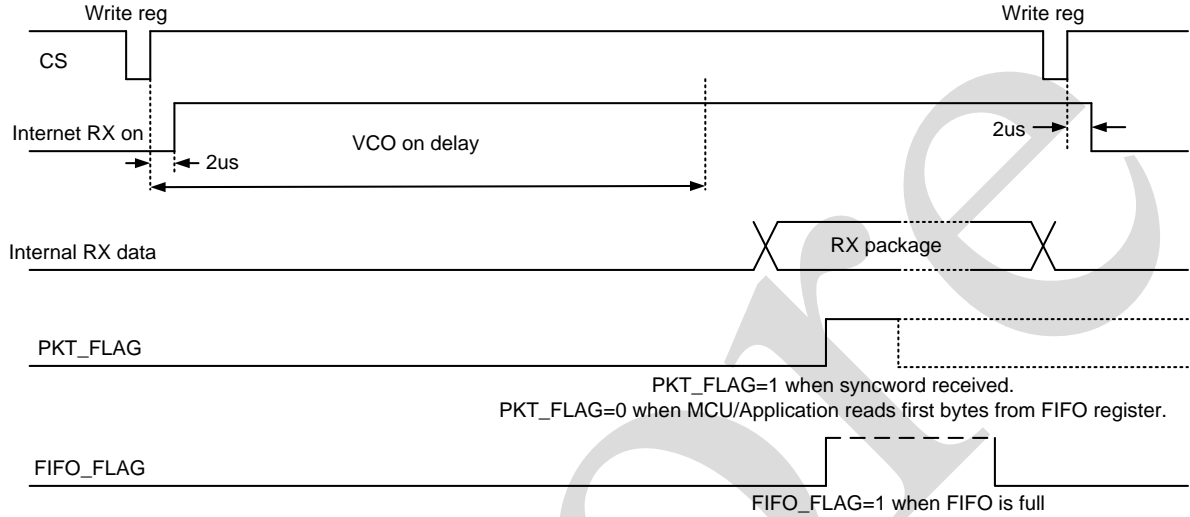 Write reg
Write reg
CS
Internet RX on
2us
VCO on delay
2us
Internal RX data
RX package
PKT_FLAG
PKT_FLAG=1 when syncword received.
PKT_FLAG=0 when MCU/Application reads first bytes from FIFO register.
FIFO_FLAG
FIFO_FLAG=1 when FIFO is full